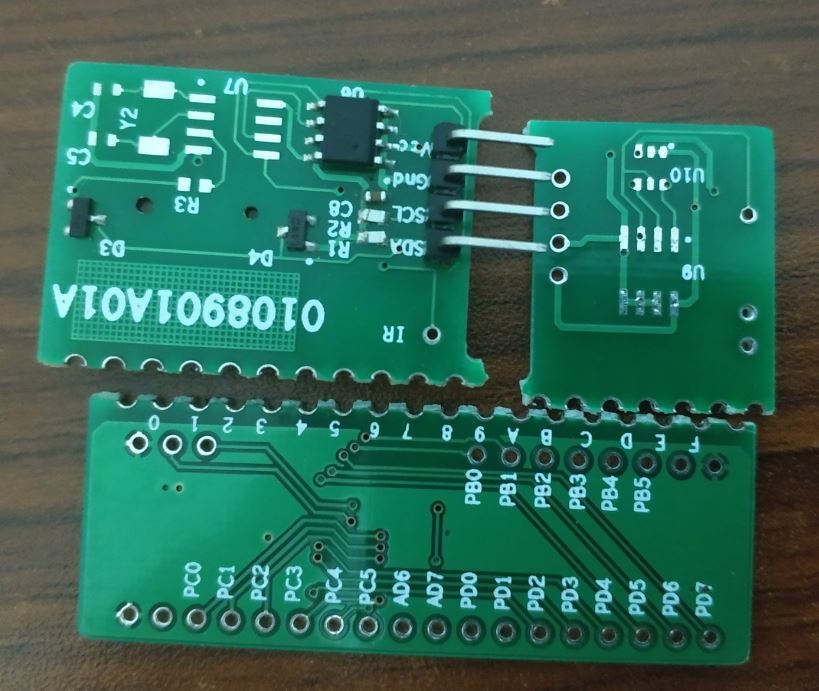 C4
Y2
C5
R3
D3
U7
U6
Vcc
Gnd
SCL
SDA
C8
R2
R1
D4
0108901A01A
IR
U10
U9
0 1 2 3 4 5 6 7 8 9 A B C D E F
PB0 PB1 PB2 PB3 PB4 PB5
PC0 PC1 PC2 PC3 PC4 PC5 AD6 AD7 PD0 PD1 PD2 PD3 PD4 PD5 PD6 PD7